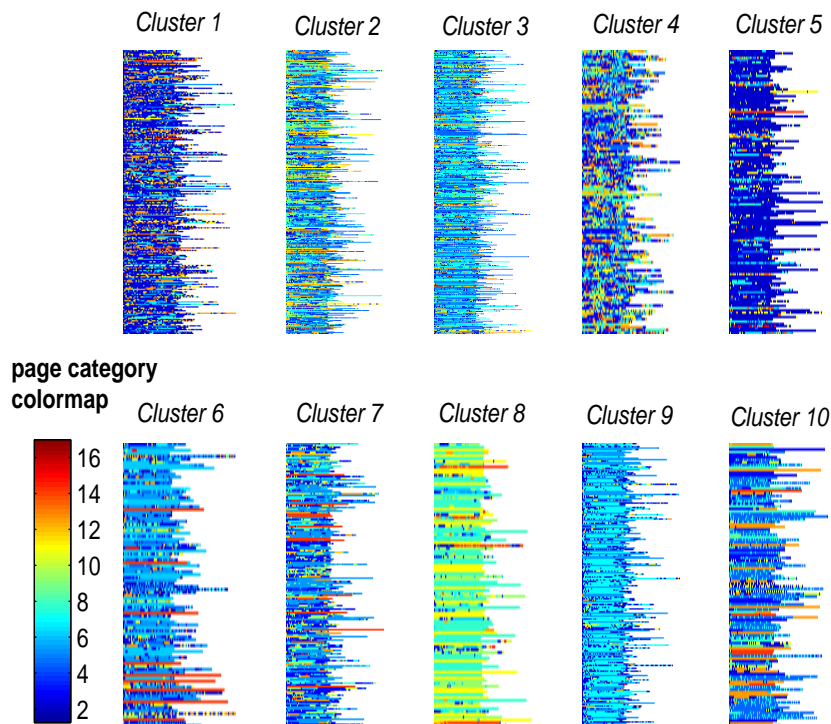 Cluster 1
Cluster 2
Cluster 3
Cluster 4
Cluster 5
page category
colormap
Cluster 6
Cluster 7
Cluster 8
Cluster 9
Cluster 10
16
14
12
10
8
6
4
2